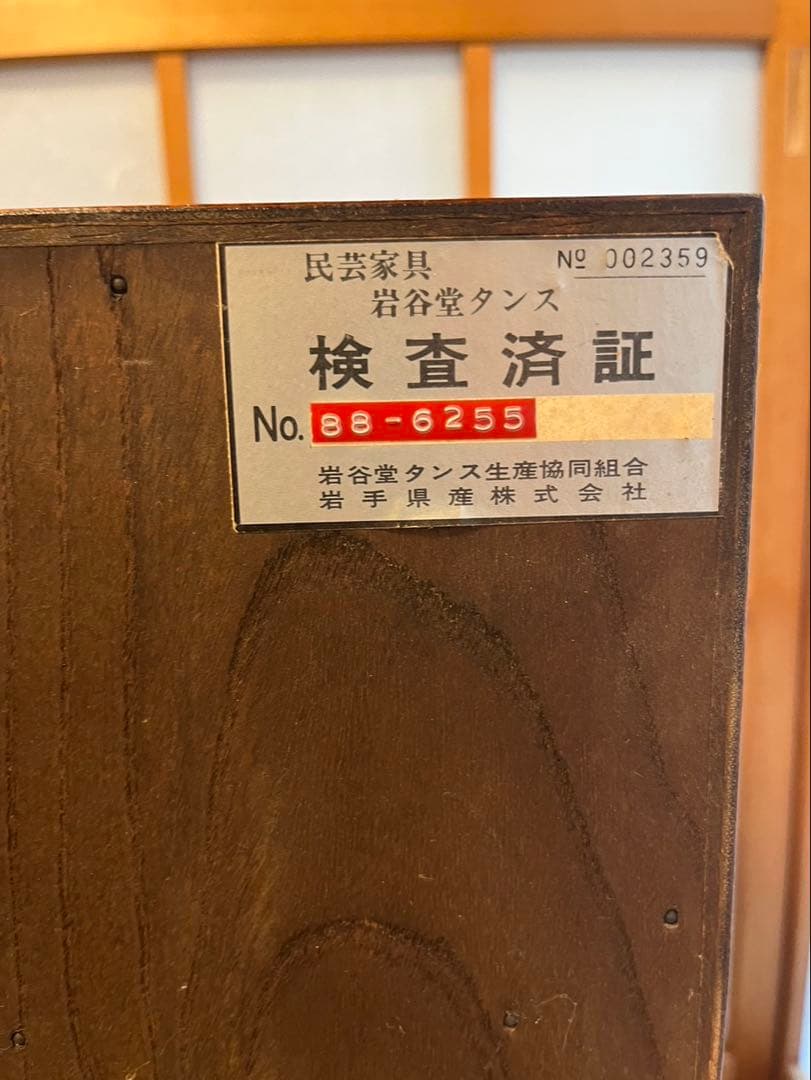 民芸家具 № 002359
岩谷堂タンス
検査済証
No. 88-6255
岩谷堂タンス生産協同組合
岩手県産株式会社